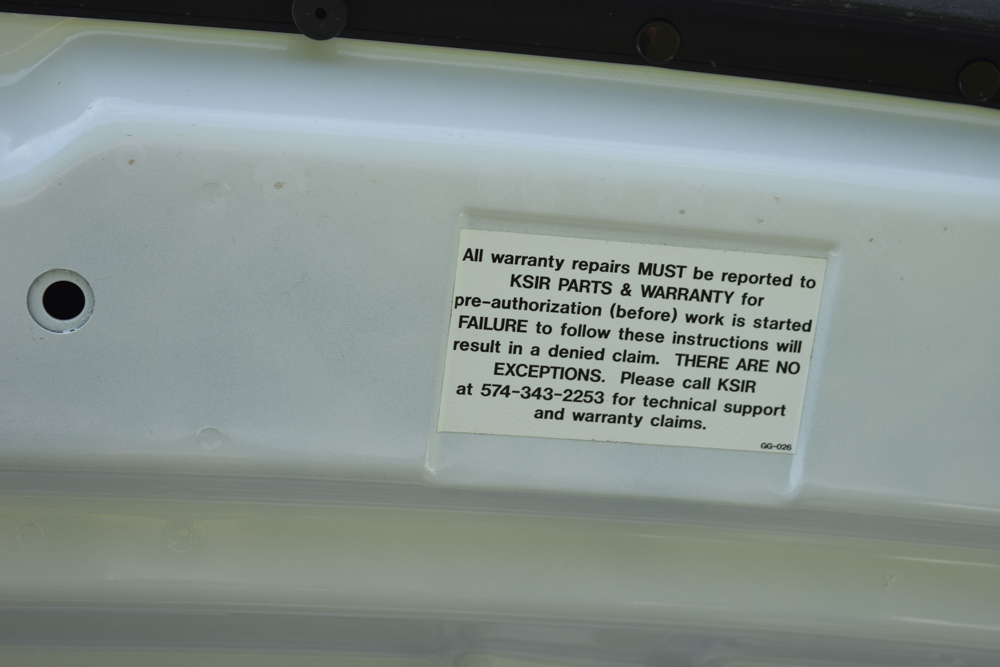 All warranty repairs MUST be reported to
KSIR PARTS & WARRANTY for
pre-authorization (before) work is started
FAILURE to follow these instructions will
result in a denied claim. THERE ARE NO
EXCEPTIONS. Please call KSIR
at 574-343-2253 for technical support
and warranty claims.
GG-026